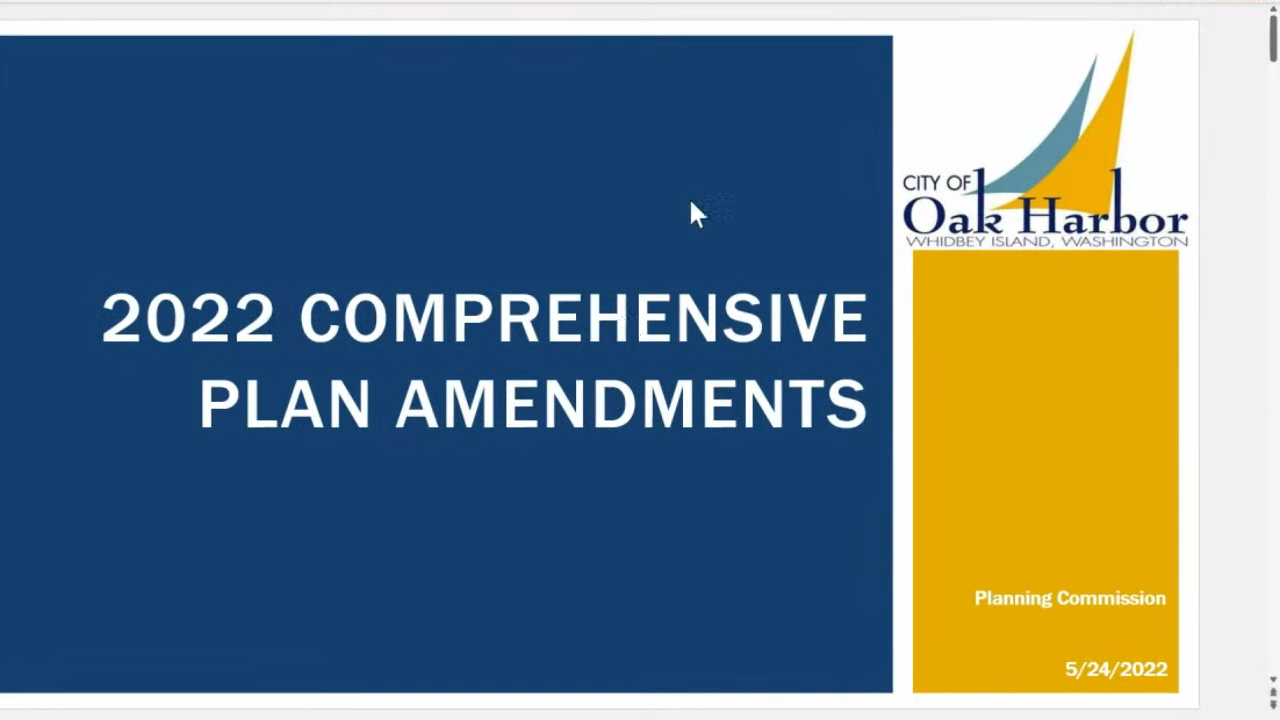 2022 COMPREHENSIVE
PLAN AMENDMENTS
CITY OF
Oak Harbor
WHIDBEY ISLAND, WASHINGTON
Planning Commission
5/24/2022